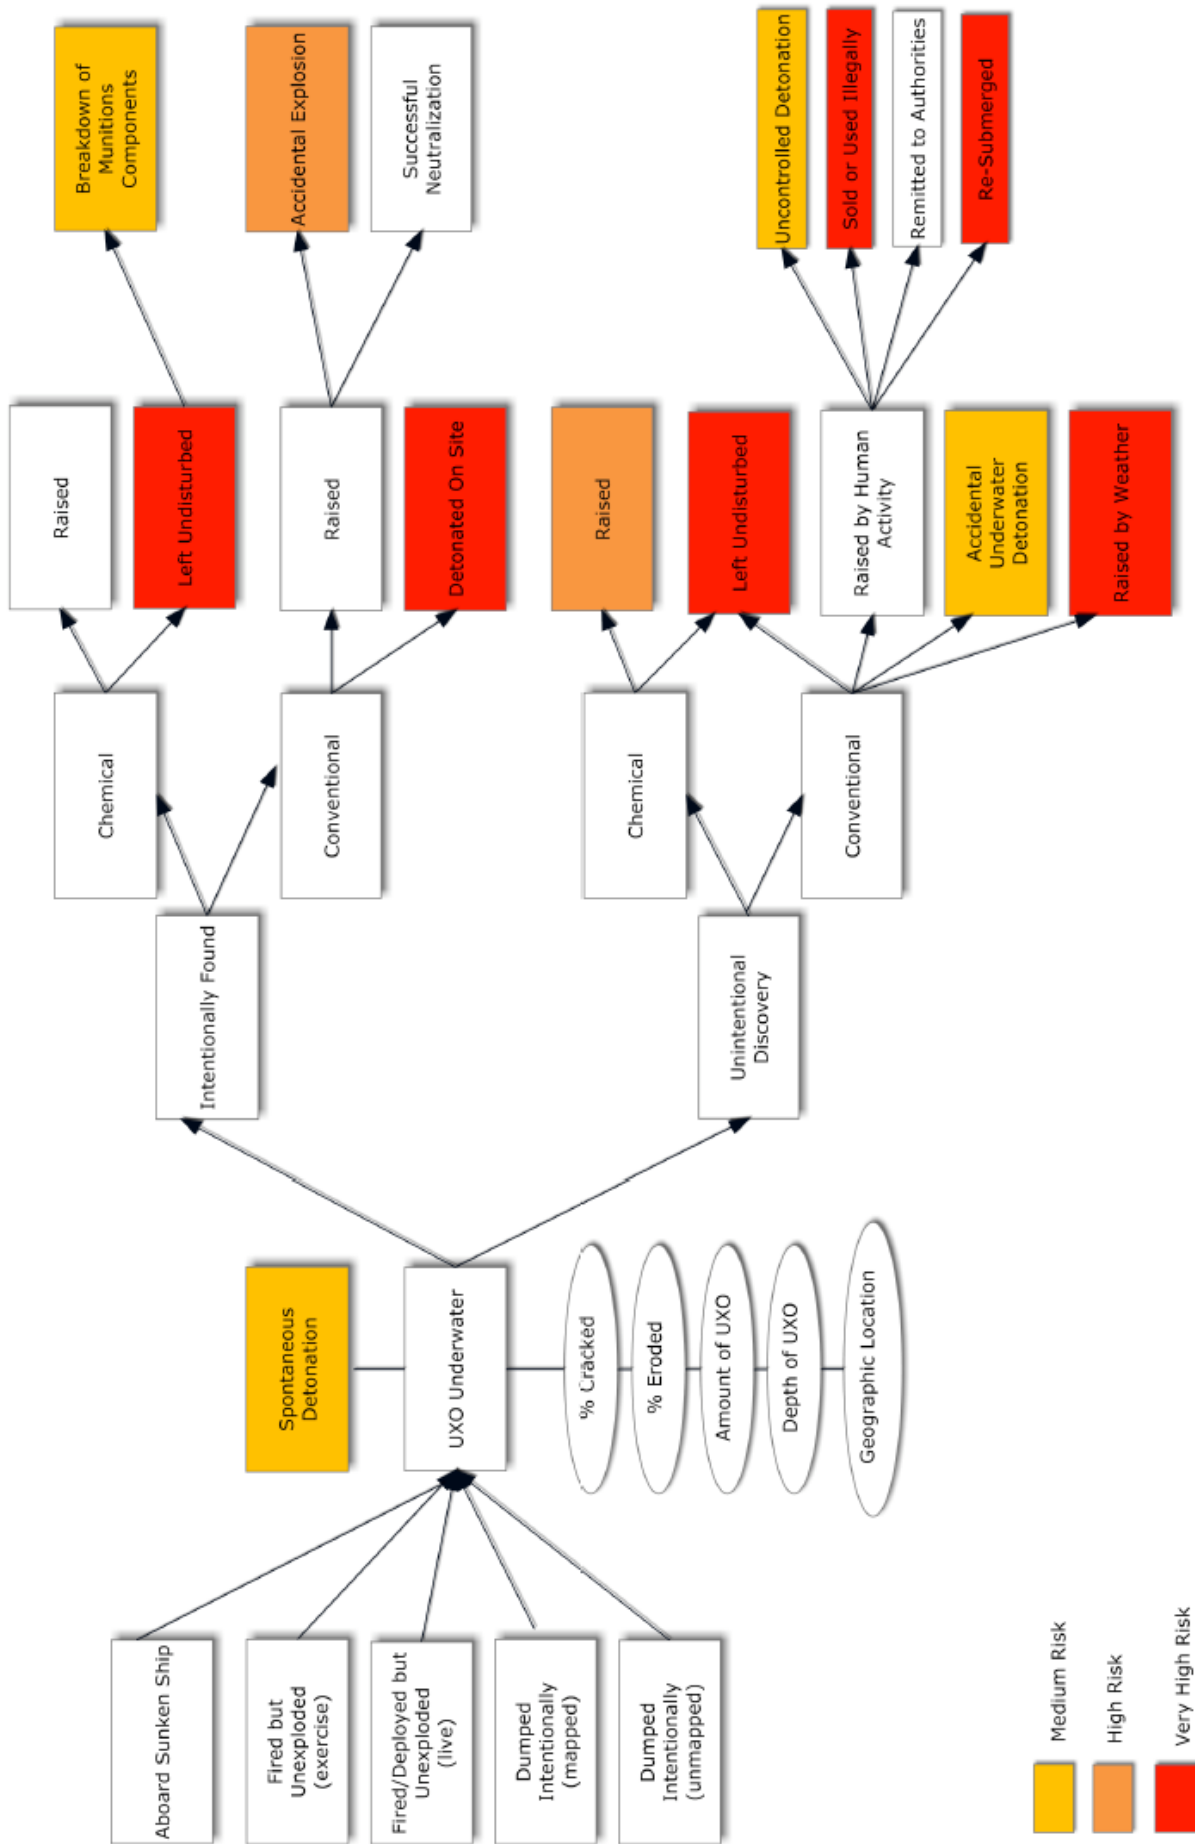 Aboard Sunken Ship
Fired but
Unexploded
(exercise)
Fired/Deployed but
Unexploded
(live)
Dumped
Intentionally
(mapped)
Dumped
Intentionally
(unmapped)
Spontaneous
Detonation
UXO Underwater
% Cracked
% Eroded
Amount of UXO
Depth of UXO
Geographic Location
Intentionally Found
Unintentional
Discovery
Chemical
Conventional
Chemical
Conventional
Raised
Left Undisturbed
Raised
Detonated On Site
Raised
Left Undisturbed
Raised by Human
Activity
Accidental
Underwater
Detonation
Raised by Weather
Breakdown of
Munitions
Components
Accidental Explosion
Successful
Neutralization
Uncontrolled Detonation
Sold or Used Illegally
Remitted to Authorities
Re-Submerged
Medium Risk
High Risk
Very High Risk